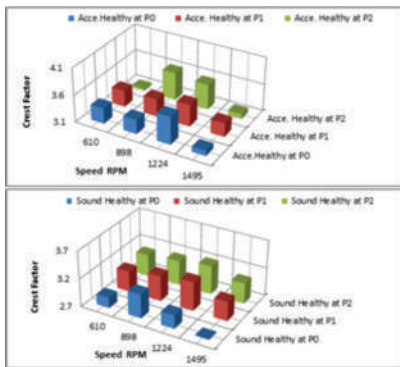 Acce.Healthy at P0 Acce. Healthy at P1 Acce. Healthy at P2
4.1
3.6
3.1
Crest Factor
610
898
1224
1495
Speed RPM
Acce. Healthy at P2
Acce. Healthy at P1
Acce.Healthy at P0
Sound Healthy at P0 Sound Healthy at P1 Sound Healthy at P2
3.7
3.2
2.7
Crest Factor
610
898
1224
1495
Speed RPM
Sound Healthy at P2
Sound Healthy at P1
Sound Healthy at P0